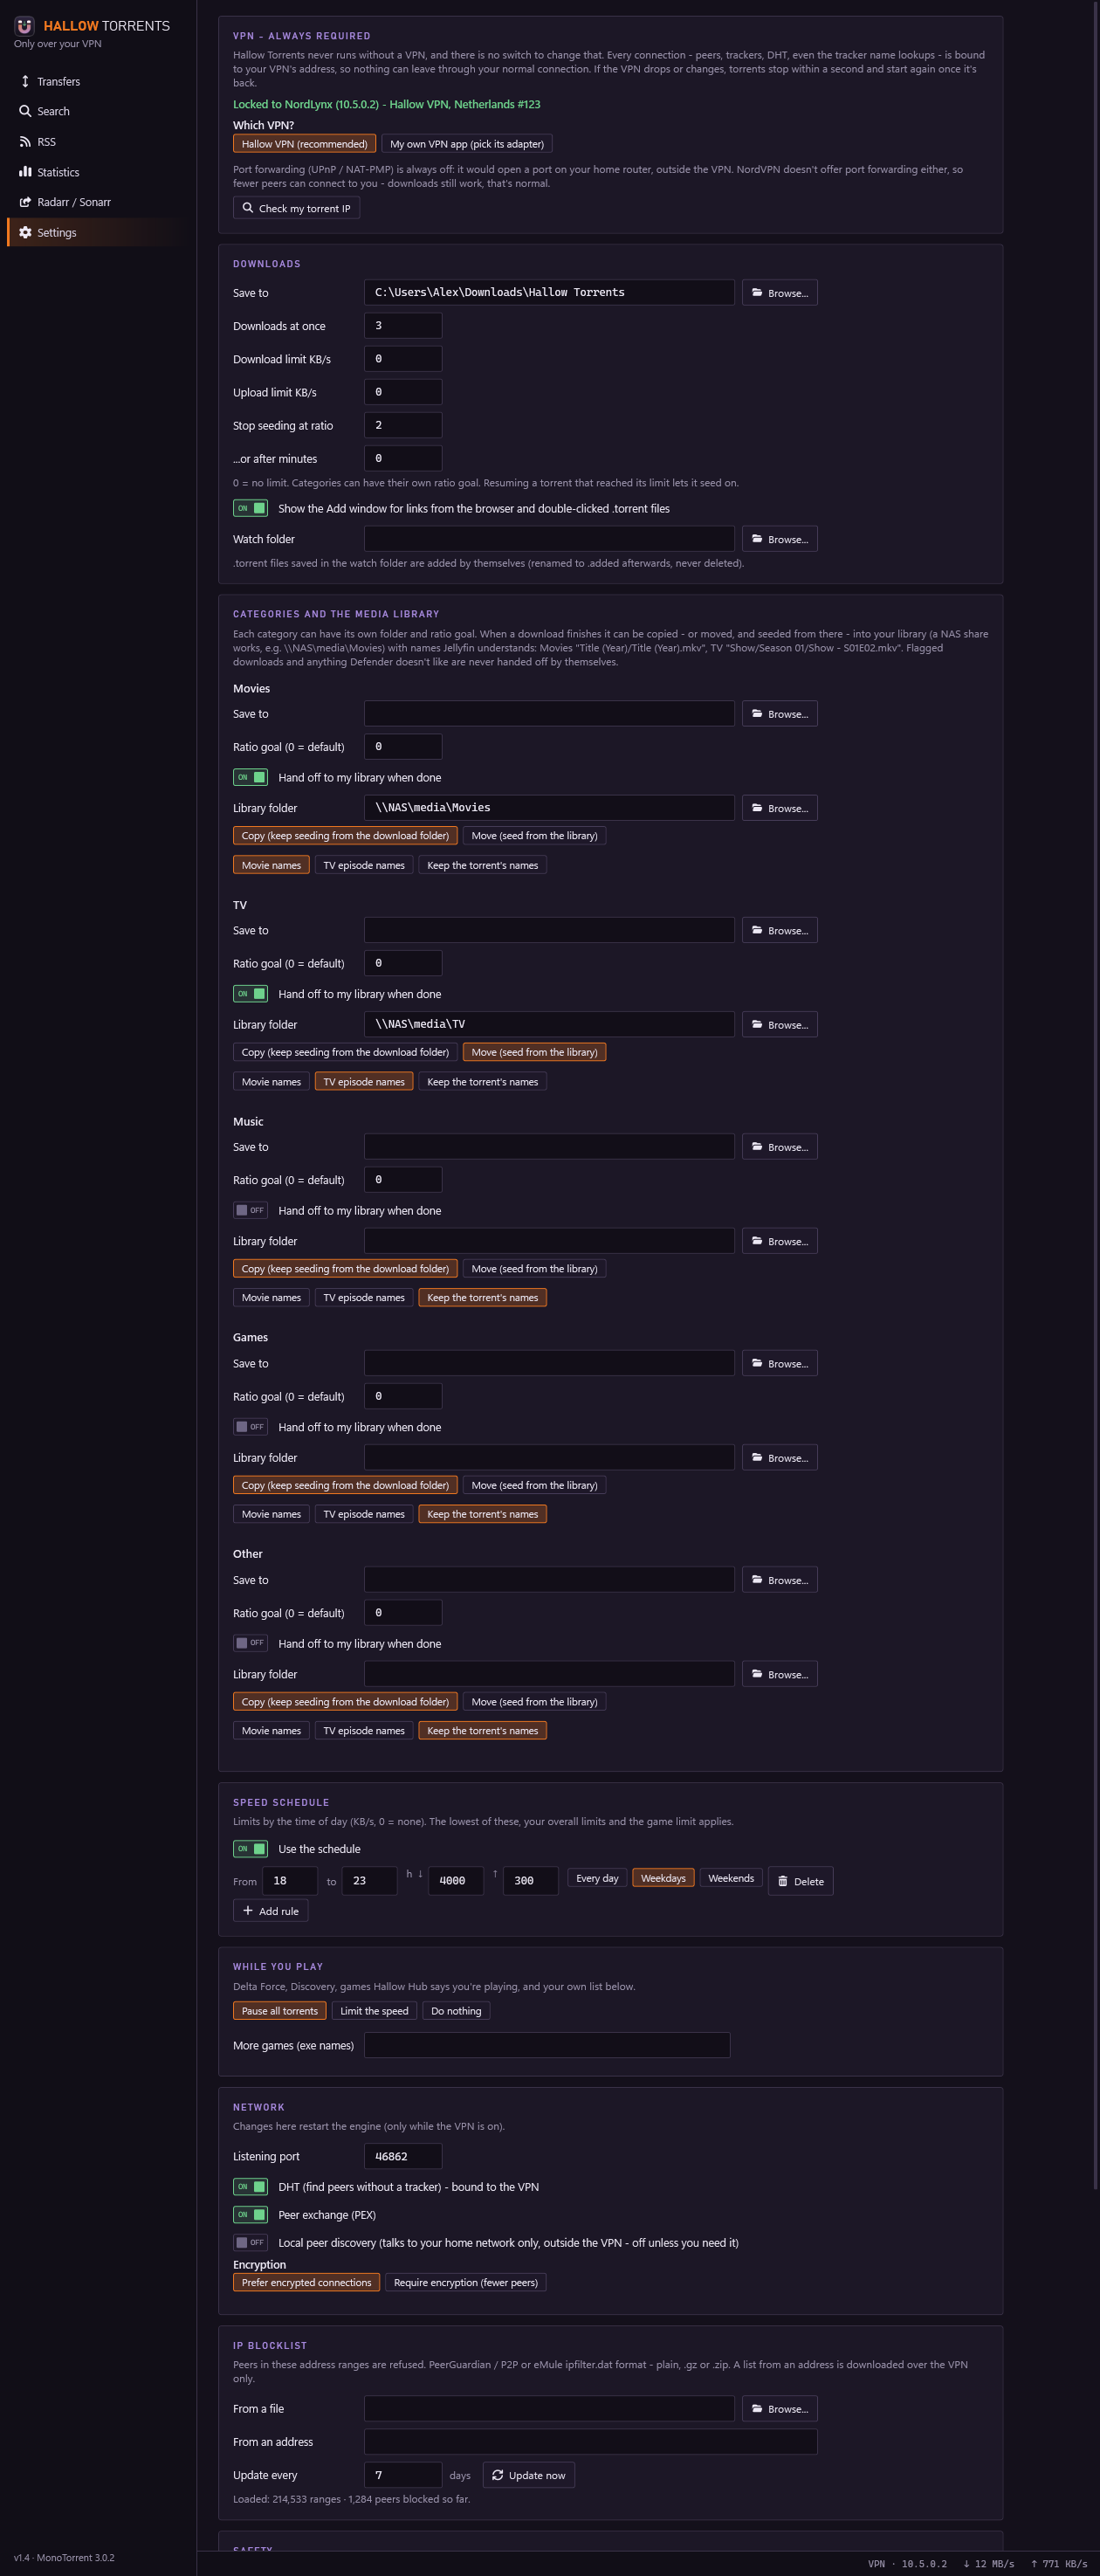 HALLOW TORRENTS
Only over your VPN
Transfers
Search
RSS
Statistics
Radarr / Sonarr
Settings
VPN - ALWAYS REQUIRED
Hallow Torrents never runs without a VPN, and there is no switch to change that. Every connection - peers, trackers, DHT, even the tracker name lookups - is bound
to your VPN's address, so nothing can leave through your normal connection. If the VPN drops or changes, torrents stop within a second and start again once it's
back.
Locked to NordLynx (10.5.0.2) - Hallow VPN, Netherlands #123
Which VPN?
Hallow VPN (recommended) My own VPN app (pick its adapter)
Port forwarding (UPnP / NAT-PMP) is always off: it would open a port on your home router, outside the VPN. NordVPN doesn't offer port forwarding either, so
fewer peers can connect to you - downloads still work, that's normal.
Check my torrent IP
DOWNLOADS
Save to C:\Users\Alex\Downloads\Hallow Torrents Browse...
Downloads at once 3
Download limit KB/s 0
Upload limit KB/s 0
Stop seeding at ratio 2
...or after minutes 0
0 = no limit. Categories can have their own ratio goal. Resuming a torrent that reached its limit lets it seed on.
ON Show the Add window for links from the browser and double-clicked .torrent files
Watch folder Browse...
.torrent files saved in the watch folder are added by themselves (renamed to .added afterwards, never deleted).
CATEGORIES AND THE MEDIA LIBRARY
Each category can have its own folder and ratio goal. When a download finishes it can be copied - or moved, and seeded from there - into your library (a NAS share
works, e.g. \\NAS\media\Movies) with names Jellyfin understands: Movies "Title (Year)/Title (Year).mkv", TV "Show/Season 01/Show - S01E02.mkv". Flagged
downloads and anything Defender doesn't like are never handed off by themselves.
Movies
Save to Browse...
Ratio goal (0 = default) 0
ON Hand off to my library when done
Library folder \\NAS\media\Movies Browse...
Copy (keep seeding from the download folder) Move (seed from the library)
Movie names TV episode names Keep the torrent's names
TV
Save to Browse...
Ratio goal (0 = default) 0
ON Hand off to my library when done
Library folder \\NAS\media\TV Browse...
Copy (keep seeding from the download folder) Move (seed from the library)
Movie names TV episode names Keep the torrent's names
Music
Save to Browse...
Ratio goal (0 = default) 0
OFF Hand off to my library when done
Library folder Browse...
Copy (keep seeding from the download folder) Move (seed from the library)
Movie names TV episode names Keep the torrent's names
Games
Save to Browse...
Ratio goal (0 = default) 0
OFF Hand off to my library when done
Library folder Browse...
Copy (keep seeding from the download folder) Move (seed from the library)
Movie names TV episode names Keep the torrent's names
Other
Save to Browse...
Ratio goal (0 = default) 0
OFF Hand off to my library when done
Library folder Browse...
Copy (keep seeding from the download folder) Move (seed from the library)
Movie names TV episode names Keep the torrent's names
SPEED SCHEDULE
Limits by the time of day (KB/s, 0 = none). The lowest of these, your overall limits and the game limit applies.
ON Use the schedule
From 18 to 23 h ↓ 4000 ↑ 300 Every day Weekdays Weekends Delete
Add rule
WHILE YOU PLAY
Delta Force, Discovery, games Hallow Hub says you're playing, and your own list below.
Pause all torrents Limit the speed Do nothing
More games (exe names)
NETWORK
Changes here restart the engine (only while the VPN is on).
Listening port 46862
ON DHT (find peers without a tracker) - bound to the VPN
ON Peer exchange (PEX)
OFF Local peer discovery (talks to your home network only, outside the VPN - off unless you need it)
Encryption
Prefer encrypted connections Require encryption (fewer peers)
IP BLOCKLIST
Peers in these address ranges are refused. PeerGuardian / P2P or eMule ipfilter.dat format - plain, .gz or .zip. A list from an address is downloaded over the VPN
only.
From a file Browse...
From an address
Update every 7 days Update now
Loaded: 214,533 ranges · 1,284 peers blocked so far.
SAFETY
v1.4 · MonoTorrent 3.0.2
VPN · 10.5.0.2 ↓ 12 MB/s ↑ 771 KB/s